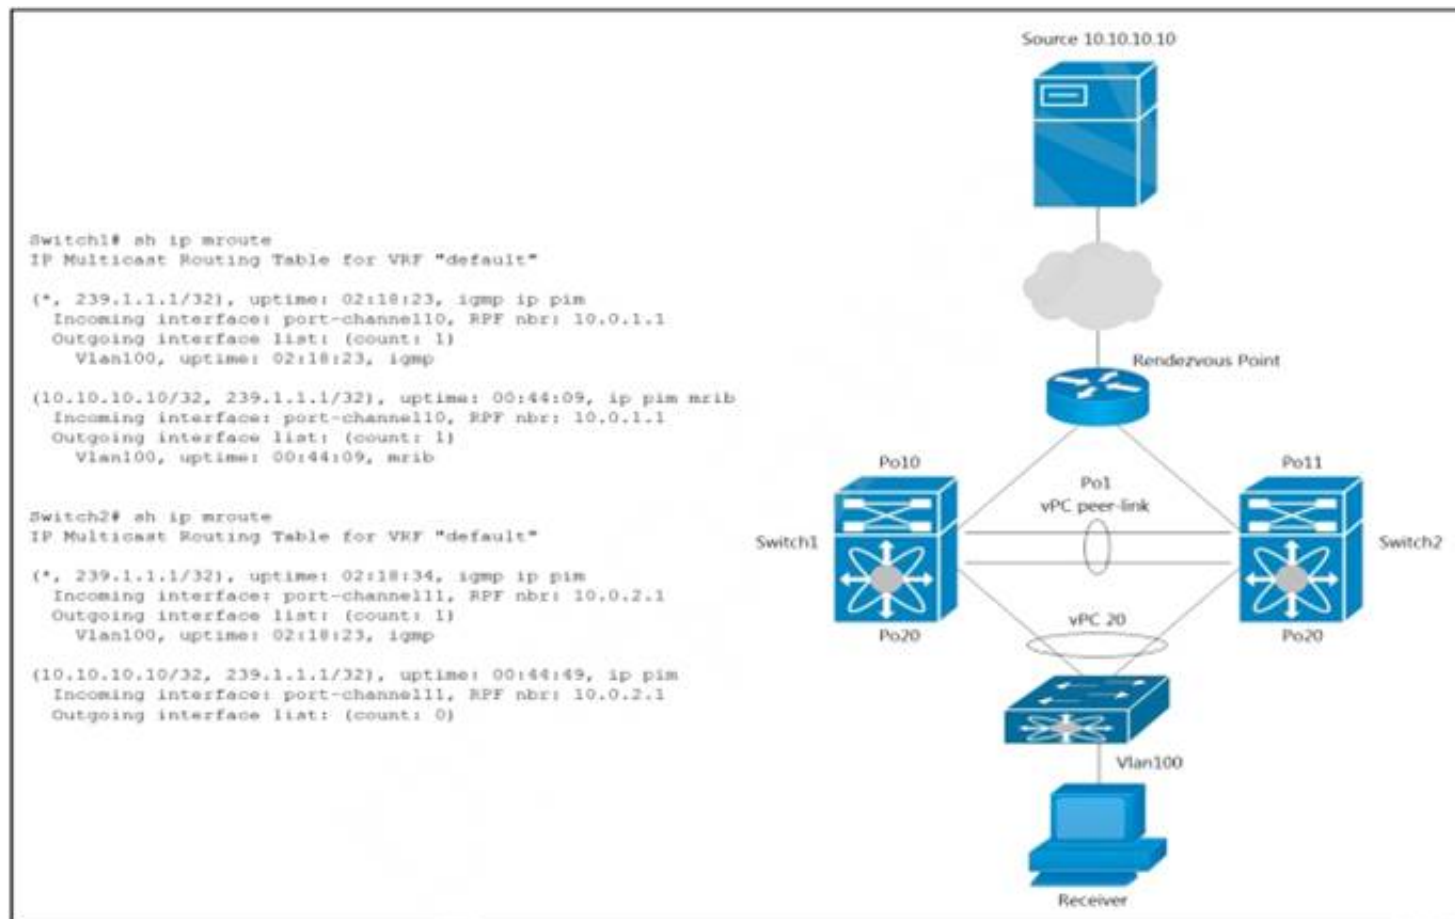 Switch1# sh ip mroute
IP Multicast Routing Table for VRF "default"
(*, 239.1.1.1/32), uptime: 02:18:23, igmp ip pim
Incoming interface: port-channel10, RPF nbr: 10.0.1.1
Outgoing interface list: (count: 1)
Vlan100, uptime: 02:18:23, igmp
(10.10.10.10/32, 239.1.1.1/32), uptime: 00:44:09, ip pim mrib
Incoming interface: port-channel10, RPF nbr: 10.0.1.1
Outgoing interface list: (count: 1)
Vlan100, uptime: 00:44:09, mrib
Switch2# sh ip mroute
IP Multicast Routing Table for VRF "default"
(*, 239.1.1.1/32), uptime: 02:18:34, igmp ip pim
Incoming interface: port-channel11, RPF nbr: 10.0.2.1
Outgoing interface list: (count: 1)
Vlan100, uptime: 02:18:23, igmp
(10.10.10.10/32, 239.1.1.1/32), uptime: 00:44:49, ip pim
Incoming interface: port-channel11, RPF nbr: 10.0.2.1
Outgoing interface list: (count: 0)
Source 10.10.10.10
Rendezvous Point
Po10
Po11
Po1
vPC peer-link
Switch1
Switch2
Po20
vPC 20
Po20
Vlan100
Receiver